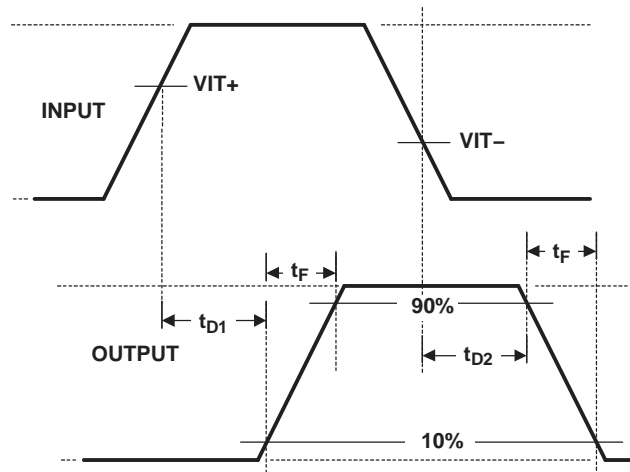 VIT+
INPUT
VIT–
tF
tF
90%
tD1
OUTPUT
tD2
10%